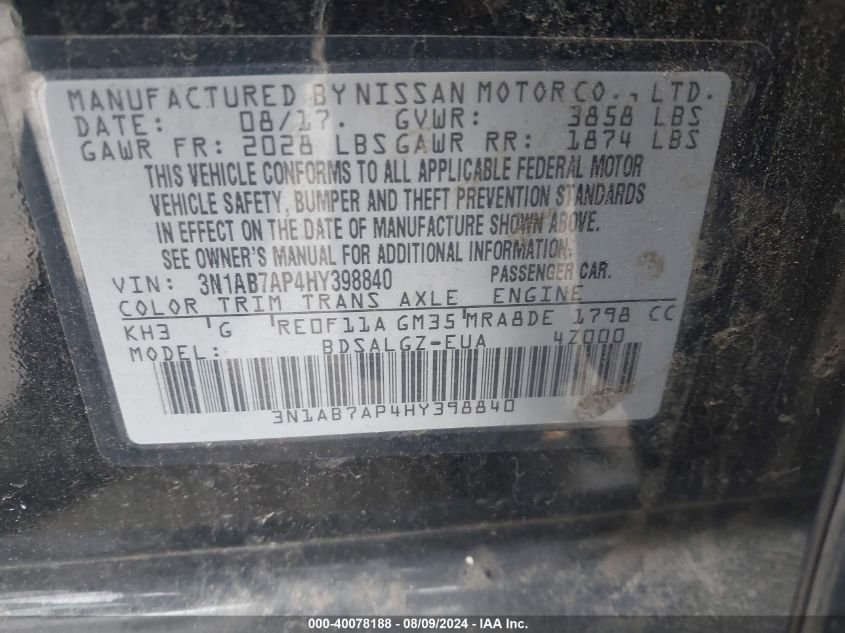 MANUFACTURED BY NISSAN MOTOR CO., LTD.
DATE: 08/17. GVWR: 3858 LBS
GAWR FR: 2028 LBS GAWR RR: 1874 LBS
THIS VEHICLE CONFORMS TO ALL APPLICABLE FEDERAL MOTOR
VEHICLE SAFETY, BUMPER AND THEFT PREVENTION STANDARDS
IN EFFECT ON THE DATE OF MANUFACTURE SHOWN ABOVE.
SEE OWNER'S MANUAL FOR ADDITIONAL INFORMATION.
VIN: 3N1AB7AP4HY398840 PASSENGER CAR.
COLOR TRIM TRANS AXLE ENGINE
KH3 G RE0F11A GM35 MRA8DE 1798 CC
MODEL: BDSALGZ-EUA 4Z000
3N1AB7AP4HY398840
000-40078188 - 08/09/2024 - IAA Inc.